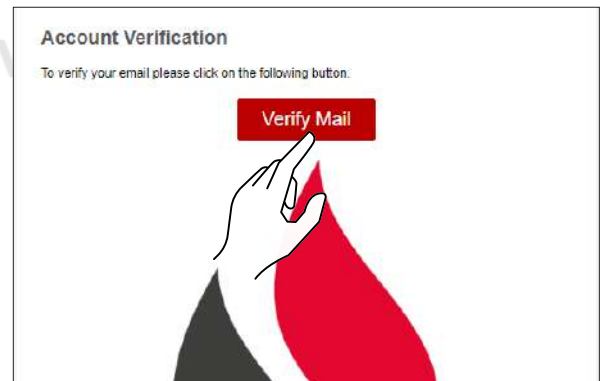 Account Verification
To verify your email please click on the following button.
Verify Mail